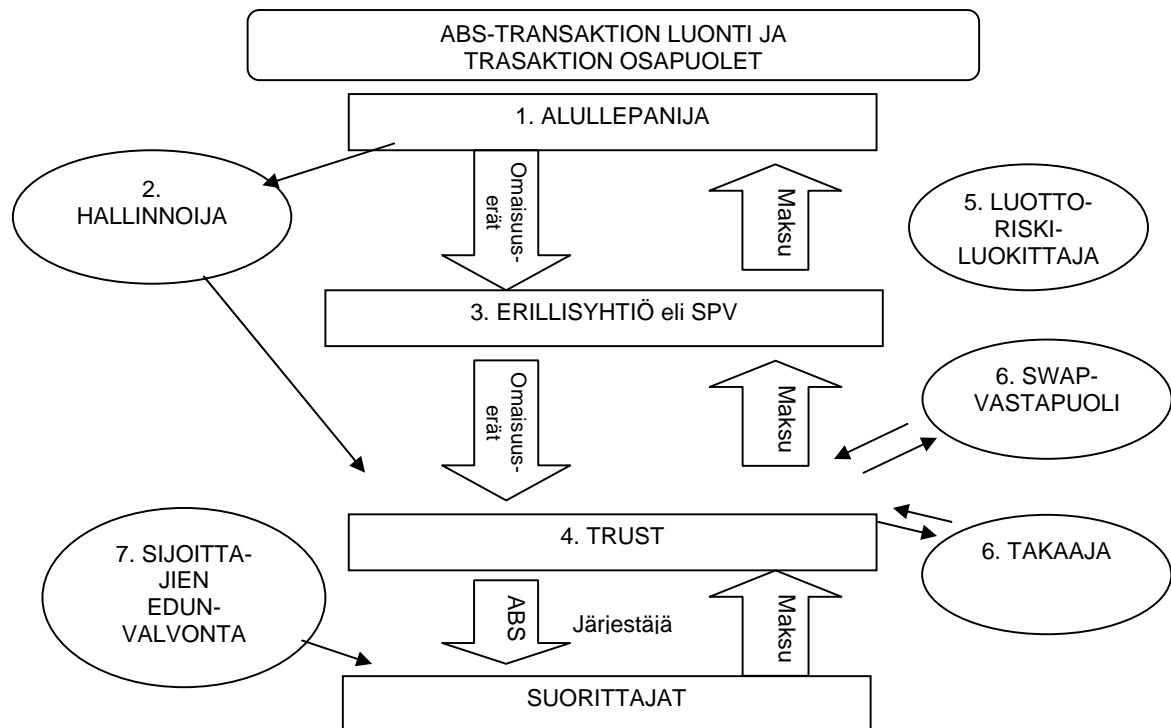 ABS-TRANSAKTION LUONTI JA
TRASAKTION OSAPUOLET
1. ALULLEPANIJA
2.
HALLINNOIJA
Omaisuus-
erät
Maksu
5. LUOTTO-
RISKI-
LUOKITTAJA
3. ERILLISYHTIÖ eli SPV
Omaisuus-
erät
Maksu
6. SWAP-
VASTAPUOLI
4. TRUST
6. TAKAAJA
7. SIJOITTA-
JIEN
EDUN-
VALVONTA
ABS
Järjestäjä
Maksu
SUORITTAJAT